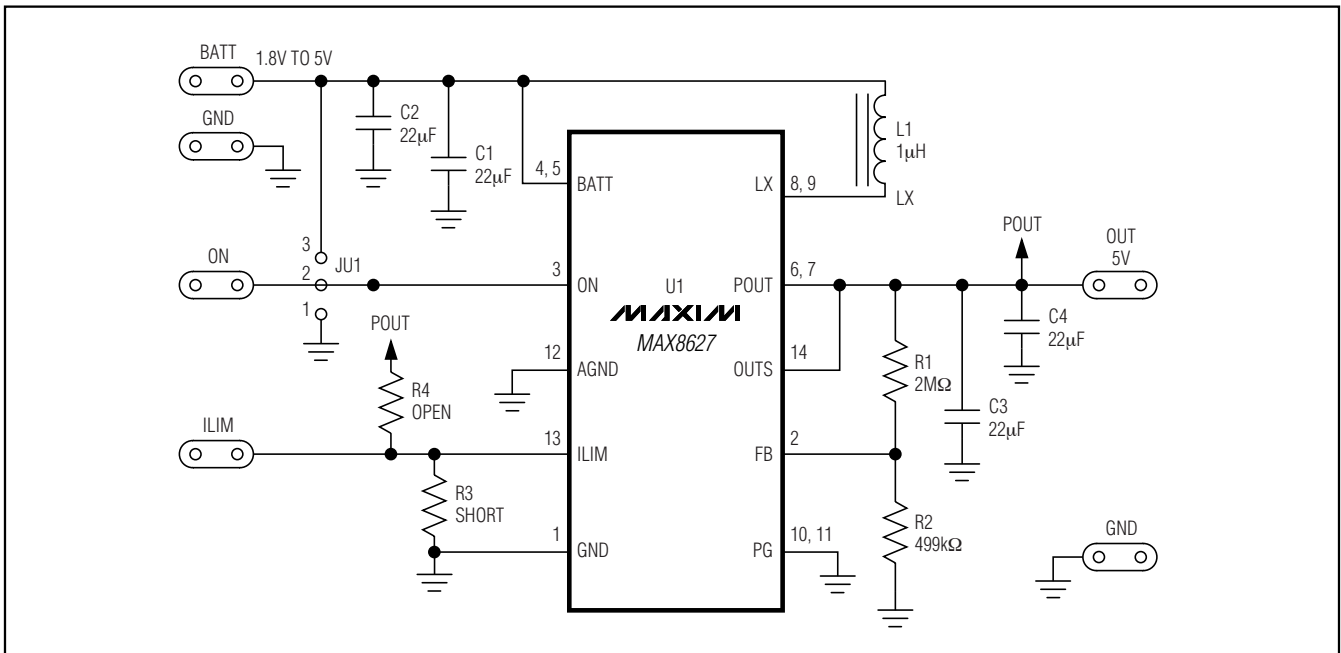 BATT
1.8V TO 5V
GND
C2
22µF
C1
22µF
L1
1µH
LX
4, 5
BATT
LX
8, 9
ON
3
2
1
JU1
3
ON
U1
MAXIM
MAX8627
POUT
6, 7
POUT
OUT
5V
C4
22µF
POUT
R4
OPEN
12
AGND
OUTS
14
R1
2MΩ
C3
22µF
ILIM
13
ILIM
FB
2
R3
SHORT
1
GND
PG
10, 11
R2
499kΩ
GND